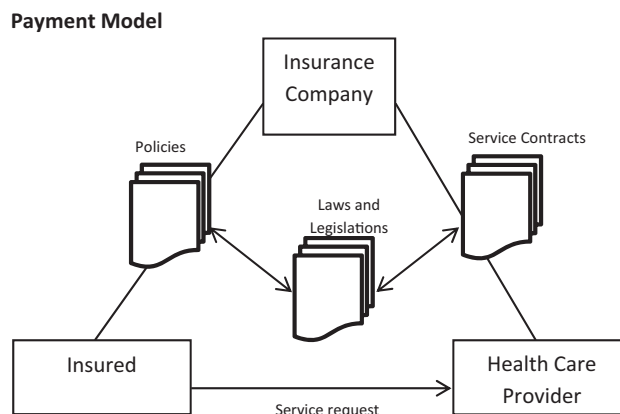 Payment Model
Insurance
Company
Policies
Service Contracts
Laws and
Legislations
Insured
Health Care
Provider
Service request